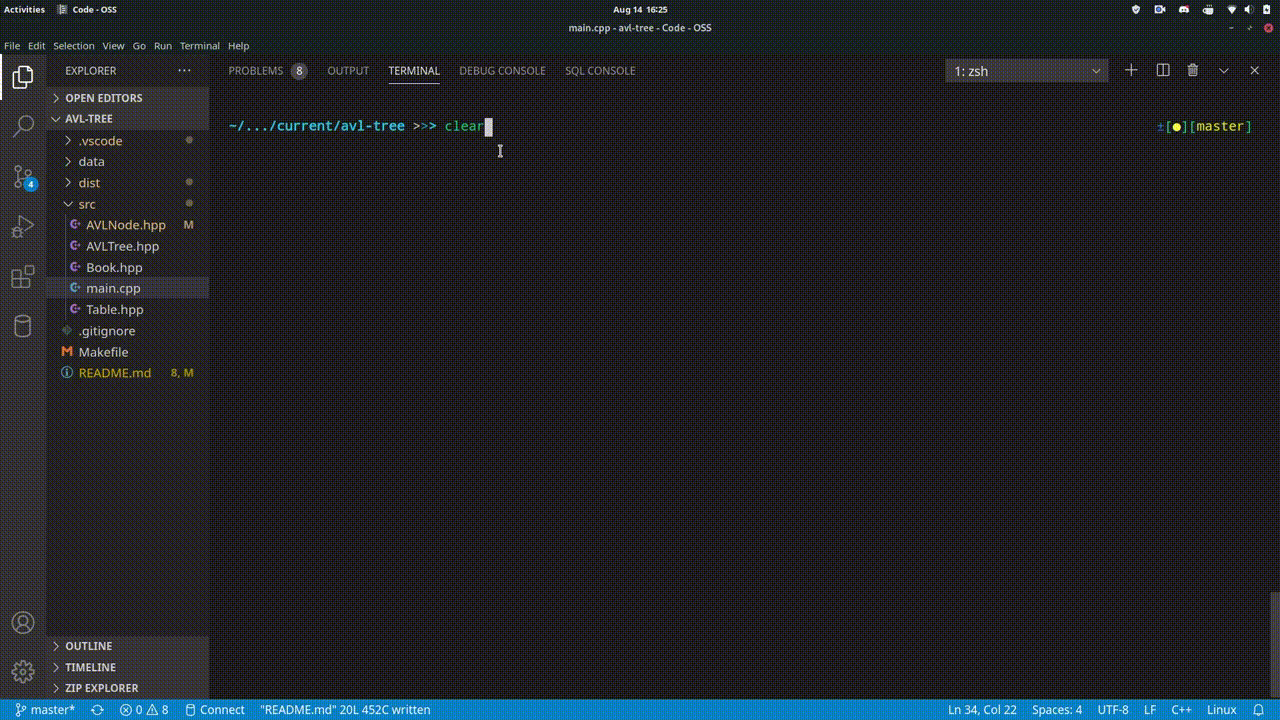 Activities Code - OSS Aug 14 16:25
main.cpp - avl-tree - Code - OSS
File Edit Selection View Go Run Terminal Help
EXPLORER ··· PROBLEMS 8 OUTPUT TERMINAL DEBUG CONSOLE SQL CONSOLE 1: zsh
OPEN EDITORS
AVL-TREE
~/.../current/avl-tree >>> clear ±[●][master]
.vscode
data
dist
src
AVLNode.hpp M
AVLTree.hpp
Book.hpp
main.cpp
Table.hpp
.gitignore
Makefile
README.md 8, M
4
OUTLINE
TIMELINE
ZIP EXPLORER
master* 0 8 Connect "README.md" 20L 452C written Ln 34, Col 22 Spaces: 4 UTF-8 LF C++ Linux